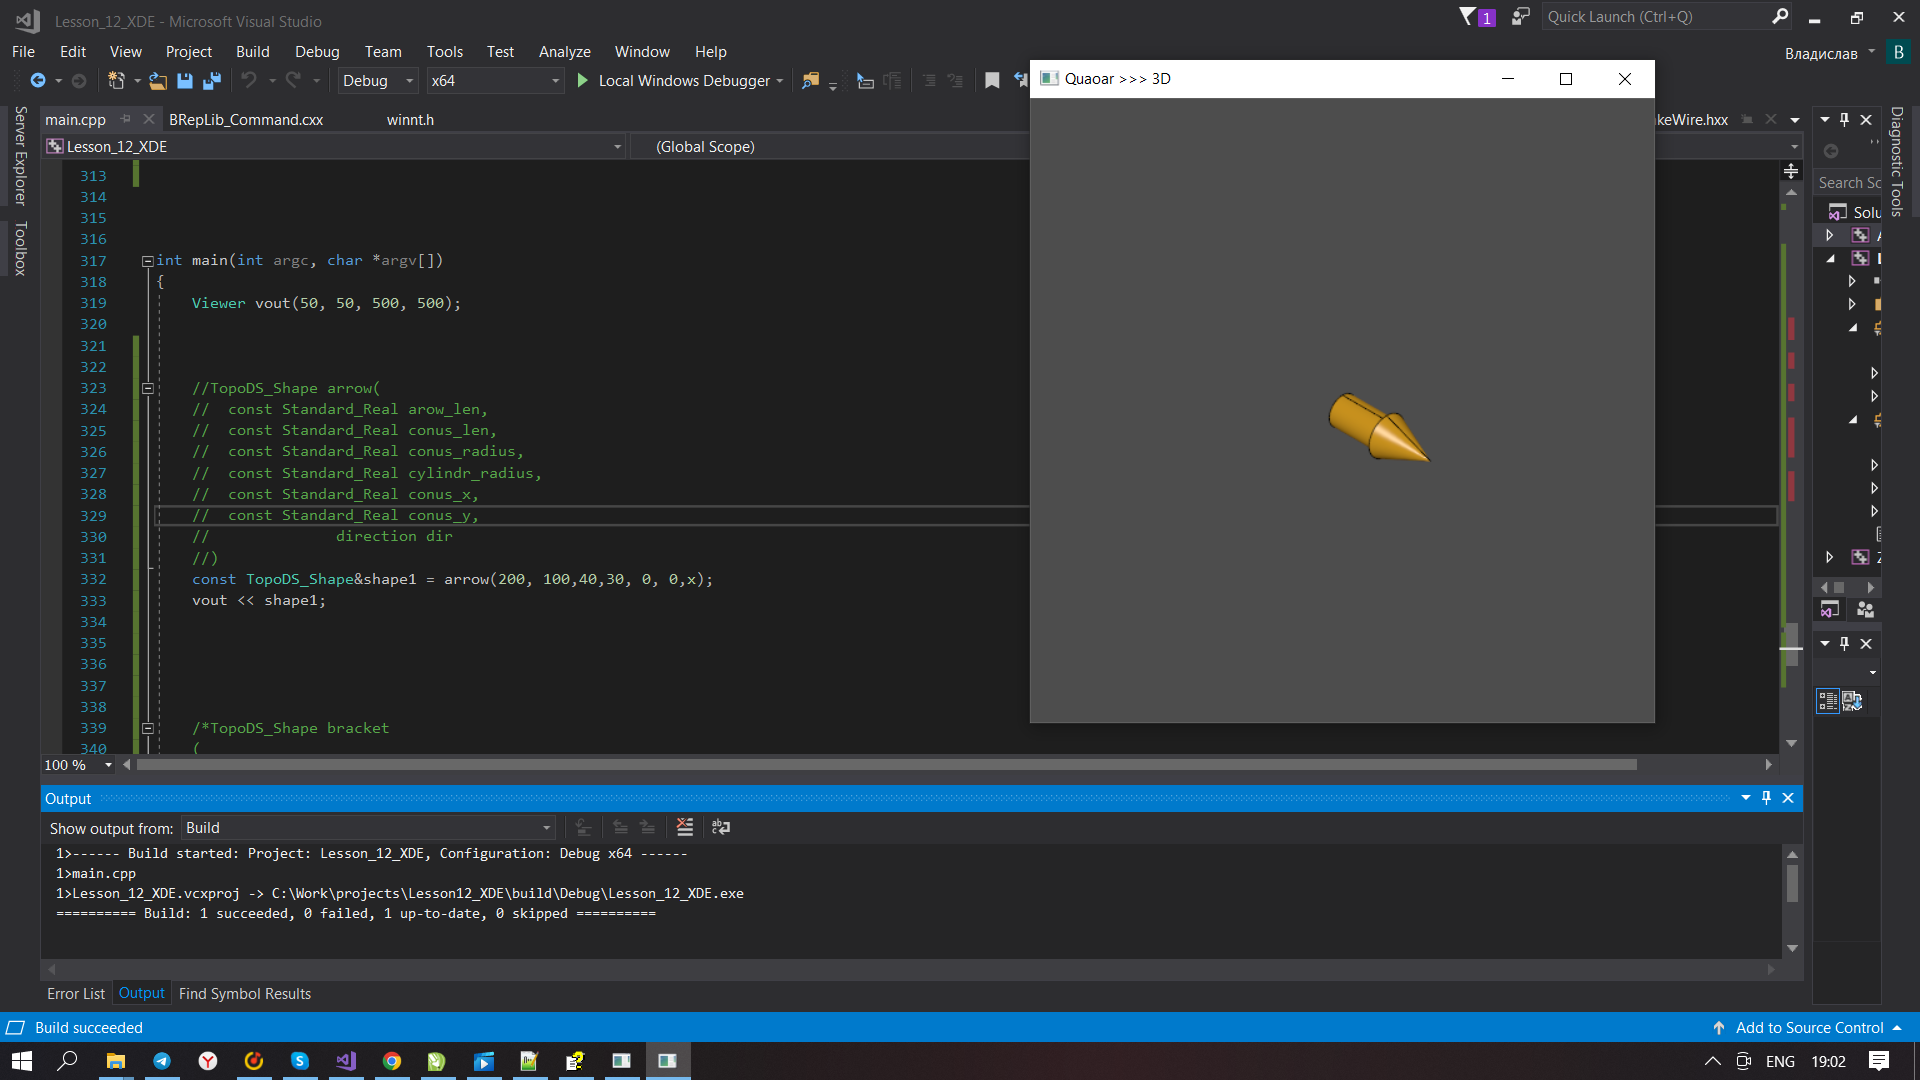 Lesson_12_XDE - Microsoft Visual Studio
1
Quick Launch (Ctrl+Q)
File Edit View Project Build Debug Team Tools Test Analyze Window Help
Владислав
B
Debug x64 Local Windows Debugger
Quaoar >>> 3D
Server Explorer
Toolbox
Diagnostic Tools
main.cpp BRepLib_Command.cxx winnt.h
akeWire.hxx
Lesson_12_XDE (Global Scope)
Search Sc
Solu
313
314
315
316
317 int main(int argc, char *argv[])
318 {
319 Viewer vout(50, 50, 500, 500);
320
321
322
323 //TopoDS_Shape arrow(
324 // const Standard_Real arow_len,
325 // const Standard_Real conus_len,
326 // const Standard_Real conus_radius,
327 // const Standard_Real cylindr_radius,
328 // const Standard_Real conus_x,
329 // const Standard_Real conus_y,
330 // direction dir
331 //)
332 const TopoDS_Shape&shape1 = arrow(200, 100,40,30, 0, 0,x);
333 vout << shape1;
334
335
336
337
338
339 /*TopoDS_Shape bracket
340 (
100 %
Output
Show output from: Build
1>------ Build started: Project: Lesson_12_XDE, Configuration: Debug x64 ------
1>main.cpp
1>Lesson_12_XDE.vcxproj -> C:\Work\projects\Lesson12_XDE\build\Debug\Lesson_12_XDE.exe
========== Build: 1 succeeded, 0 failed, 1 up-to-date, 0 skipped ==========
Error List Output Find Symbol Results
Build succeeded
Add to Source Control
ENG 19:02